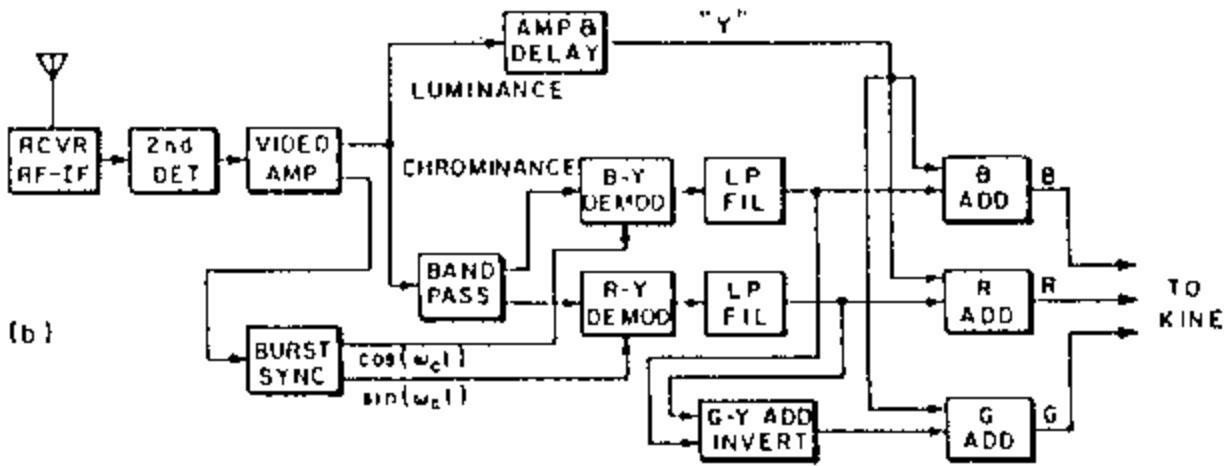 AMP &
DELAY
"Y"
LUMINANCE
RCVR
RF-IF
2nd
DET
VIDEO
AMP
CHROMINANCE
B-Y
DEMOD
LP
FIL
B
ADD
B
BAND
PASS
R-Y
DEMOD
LP
FIL
R
ADD
R
TO
KINE
(b)
BURST
SYNC
cos(ωct)
sin(ωct)
G-Y ADD
INVERT
G
ADD
G